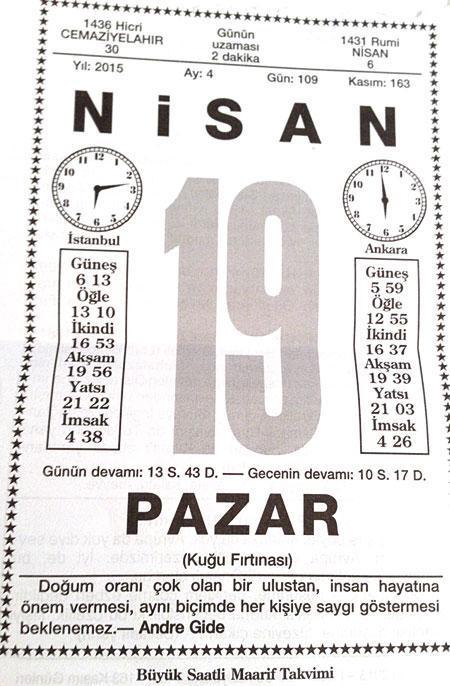 1436 Hicri
CEMAZİYELAHIR
30
Günün
uzaması
2 dakika
1431 Rumi
NİSAN
6
Yıl: 2015 Ay: 4 Gün: 109 Kasım: 163
NİSAN
19
İstanbul
Güneş
6 13
Öğle
13 10
İkindi
16 53
Akşam
19 56
Yatsı
21 22
İmsak
4 38
Ankara
Güneş
5 59
Öğle
12 55
İkindi
16 37
Akşam
19 39
Yatsı
21 03
İmsak
4 26
Günün devamı: 13 S. 43 D. — Gecenin devamı: 10 S. 17 D.
PAZAR
(Kuğu Fırtınası)
Doğum oranı çok olan bir ulustan, insan hayatına
önem vermesi, aynı biçimde her kişiye saygı göstermesi
beklenemez.— Andre Gide
Büyük Saatli Maarif Takvimi